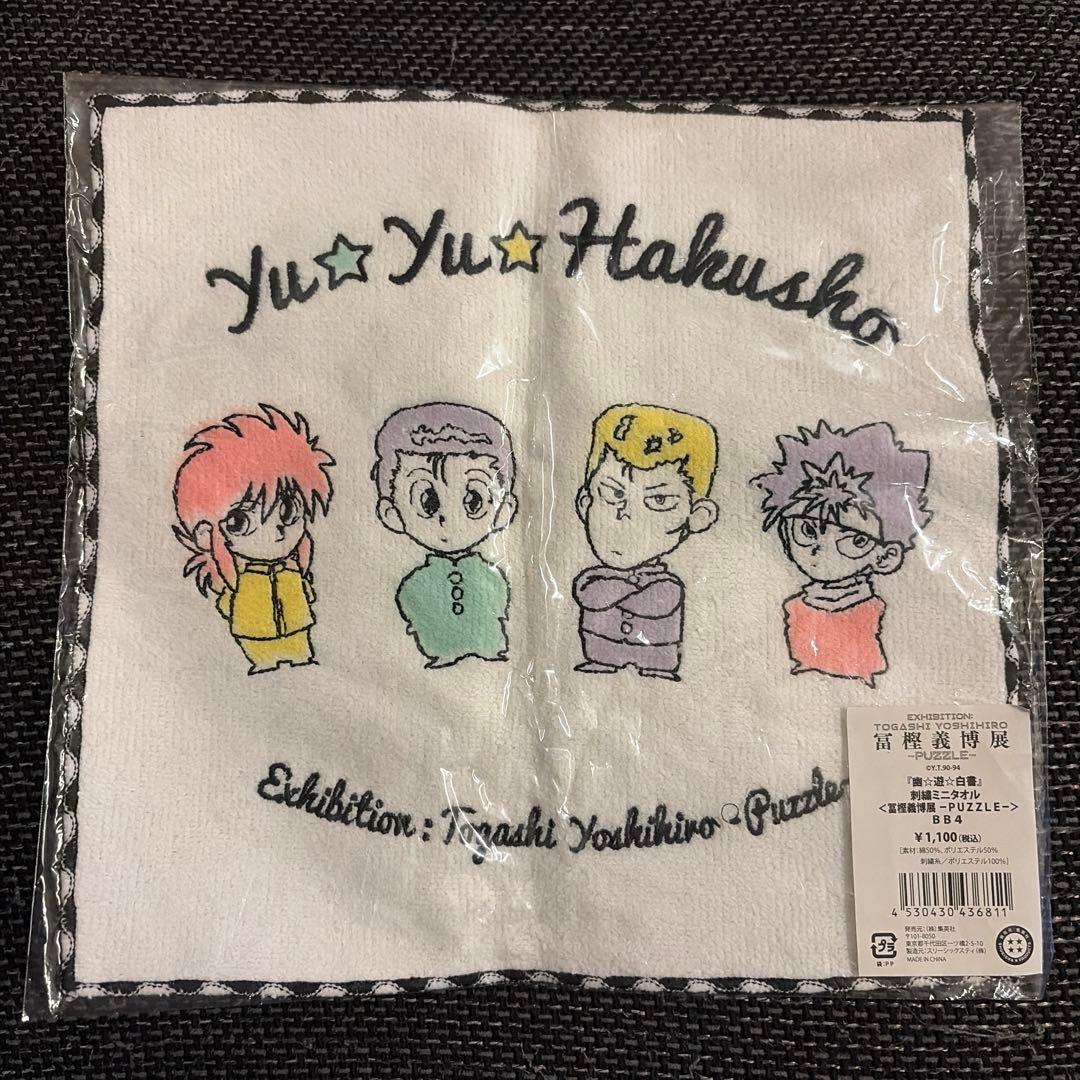 Yu☆Yu☆Hakusho
Exhibition: Togashi Yoshihiro -Puzzle
EXHIBITION:
TOGASHI YOSHIHIRO
冨樫義博展
-PUZZLE-
©Y.T.90-94
『幽☆遊☆白書』
刺繍ミニタオル
<冨樫義博展 -PUZZLE->
BB4
¥1,100(税込)
[素材:綿50%、ポリエステル50%
刺繍糸/ポリエステル100%]
4 530430 436811
発売元:(株)集英社
〒101-8050
東京都千代田区一ツ橋2-5-10
製造元:スリーシックスティ(株)
MADE IN CHINA
プラ
袋:PP